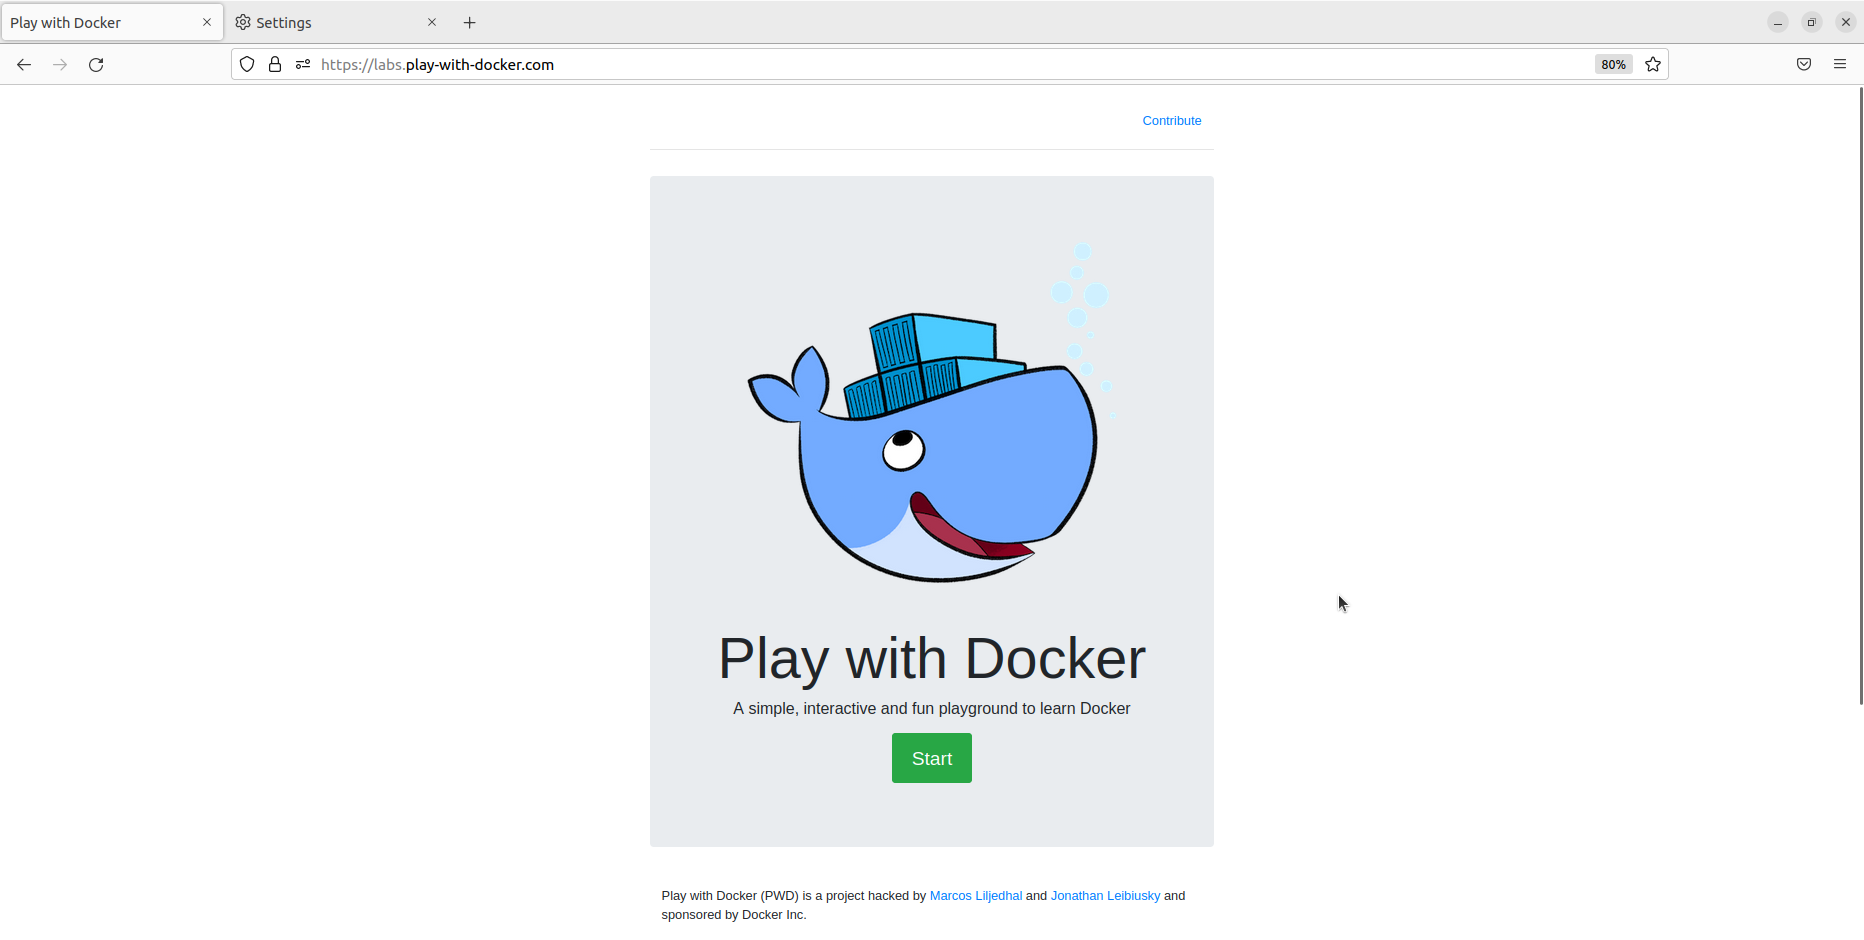 Play with Docker
Settings
https://labs.play-with-docker.com
80%
Contribute
Play with Docker
A simple, interactive and fun playground to learn Docker
Start
Play with Docker (PWD) is a project hacked by Marcos Liljedhal and Jonathan Leibiusky and
sponsored by Docker Inc.